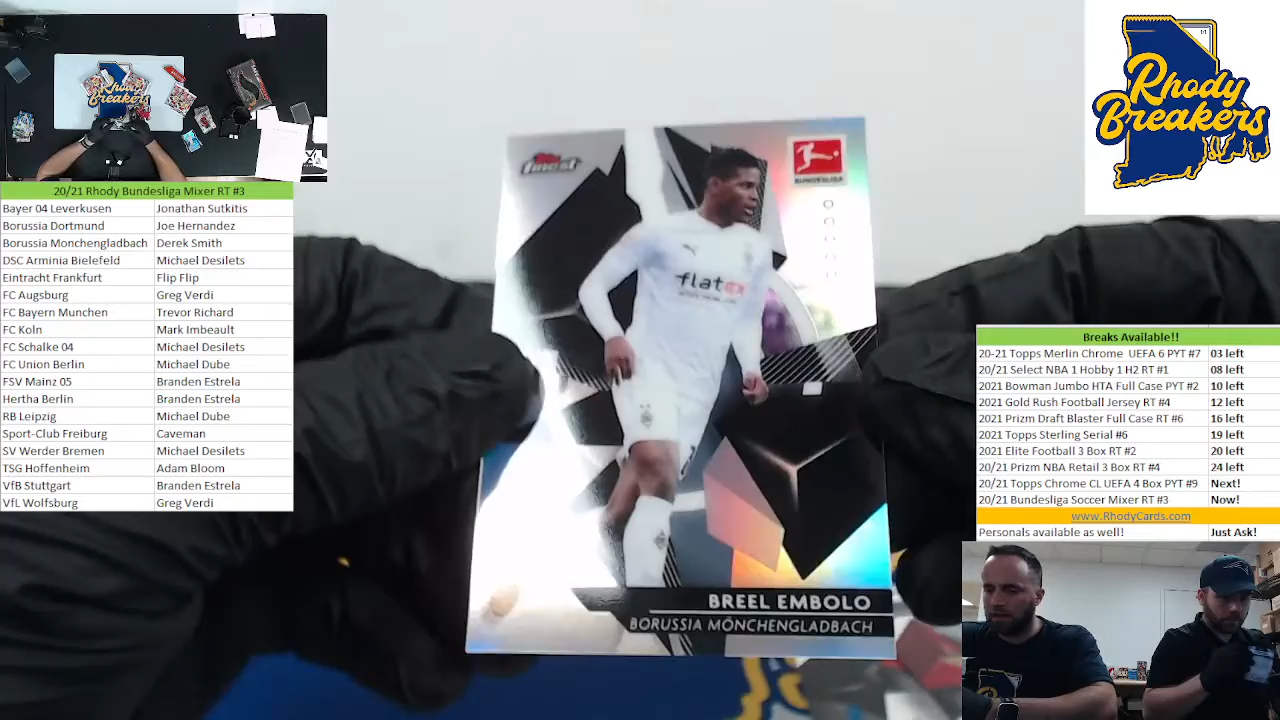 Rhody
Breakers
20/21 Rhody Bundesliga Mixer RT #3
Bayer 04 Leverkusen Jonathan Sutkitis
Borussia Dortmund Joe Hernandez
Borussia Monchengladbach Derek Smith
DSC Arminia Bielefeld Michael Desilets
Eintracht Frankfurt Flip Flip
FC Augsburg Greg Verdi
FC Bayern Munchen Trevor Richard
FC Koln Mark Imbeault
FC Schalke 04 Michael Desilets
FC Union Berlin Michael Dube
FSV Mainz 05 Branden Estrela
Hertha Berlin Branden Estrela
RB Leipzig Michael Dube
Sport-Club Freiburg Caveman
SV Werder Bremen Michael Desilets
TSG Hoffenheim Adam Bloom
VfB Stuttgart Branden Estrela
VfL Wolfsburg Greg Verdi
finest
BUNDESLIGA
flatex
BREEL EMBOLO
BORUSSIA MÖNCHENGLADBACH
Rhody
Breakers
Breaks Available!!
20-21 Topps Merlin Chrome UEFA 6 PYT #7 03 left
20/21 Select NBA 1 Hobby 1 H2 RT #1 08 left
2021 Bowman Jumbo HTA Full Case PYT #2 10 left
2021 Gold Rush Football Jersey RT #4 12 left
2021 Prizm Draft Blaster Full Case RT #6 16 left
2021 Topps Sterling Serial #6 19 left
2021 Elite Football 3 Box RT #2 20 left
20/21 Prizm NBA Retail 3 Box RT #4 24 left
20/21 Topps Chrome CL UEFA 4 Box PYT #9 Next!
20/21 Bundesliga Soccer Mixer RT #3 Now!
www.RhodyCards.com
Personals available as well! Just Ask!